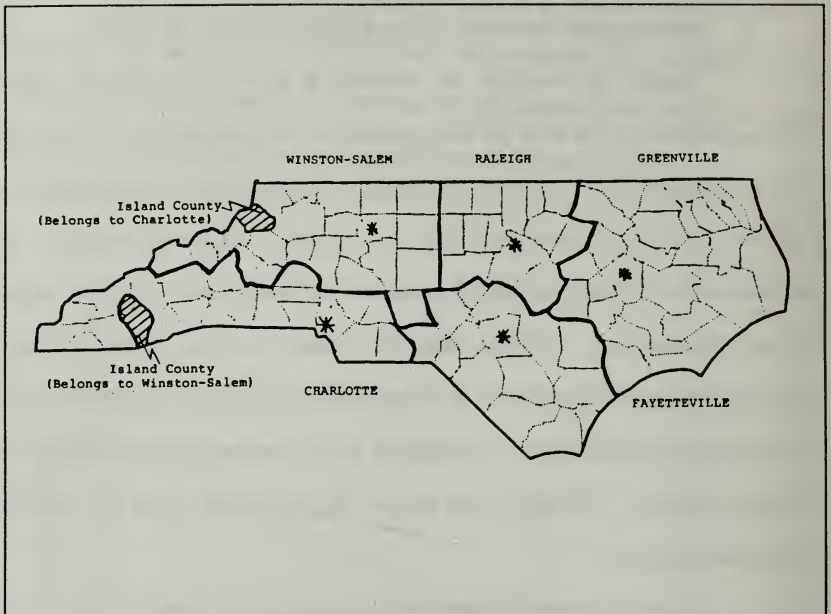 WINSTON-SALEM
RALEIGH
GREENVILLE
Island County
(Belongs to Charlotte)
Island County
(Belongs to Winston-Salem)
CHARLOTTE
FAYETTEVILLE